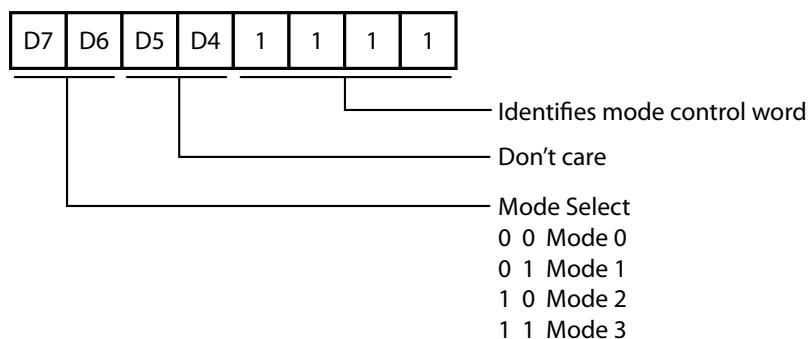 D7 D6 D5 D4 1 1 1 1
Identifies mode control word
Don't care
Mode Select
0 0 Mode 0
0 1 Mode 1
1 0 Mode 2
1 1 Mode 3